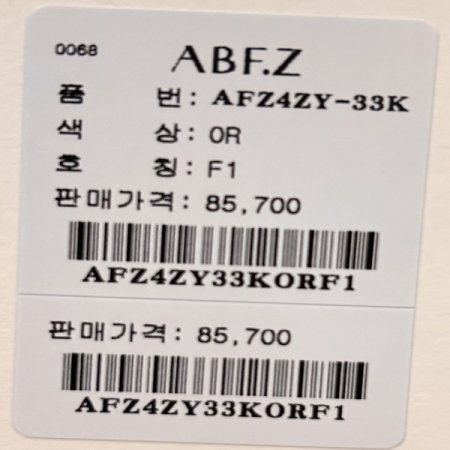 0068
ABF.Z
품 번: AFZ4ZY-33K
색 상: OR
호 칭: F1
판매가격: 85,700
AFZ4ZY33KORF1
판매가격: 85,700
AFZ4ZY33KORF1